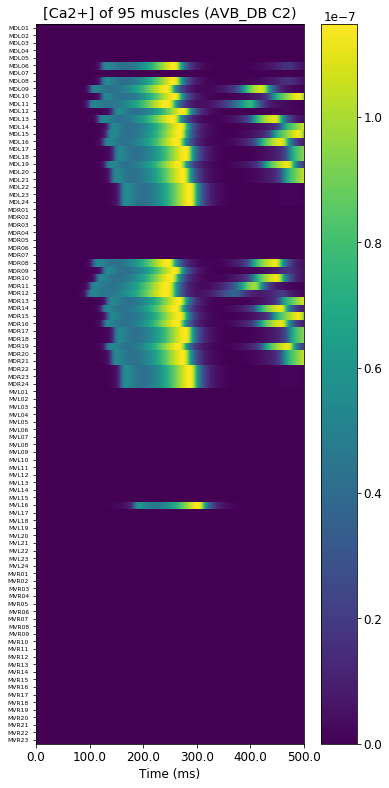 [Ca2+] of 95 muscles (AVB_DB C2)
1e−7
MDL01
MDL02
MDL03
MDL04
MDL05
MDL06
MDL07
MDL08
MDL09
MDL10
MDL11
MDL12
MDL13
MDL14
MDL15
MDL16
MDL17
MDL18
MDL19
MDL20
MDL21
MDL22
MDL23
MDL24
MDR01
MDR02
MDR03
MDR04
MDR05
MDR06
MDR07
MDR08
MDR09
MDR10
MDR11
MDR12
MDR13
MDR14
MDR15
MDR16
MDR17
MDR18
MDR19
MDR20
MDR21
MDR22
MDR23
MDR24
MVL01
MVL02
MVL03
MVL04
MVL05
MVL06
MVL07
MVL08
MVL09
MVL10
MVL11
MVL12
MVL13
MVL14
MVL15
MVL16
MVL17
MVL18
MVL19
MVL20
MVL21
MVL22
MVL23
MVL24
MVR01
MVR02
MVR03
MVR04
MVR05
MVR06
MVR07
MVR08
MVR09
MVR10
MVR11
MVR12
MVR13
MVR14
MVR15
MVR16
MVR17
MVR18
MVR19
MVR20
MVR21
MVR22
MVR23
0.0 100.0 200.0 300.0 400.0 500.0
Time (ms)
1.0
0.8
0.6
0.4
0.2
0.0